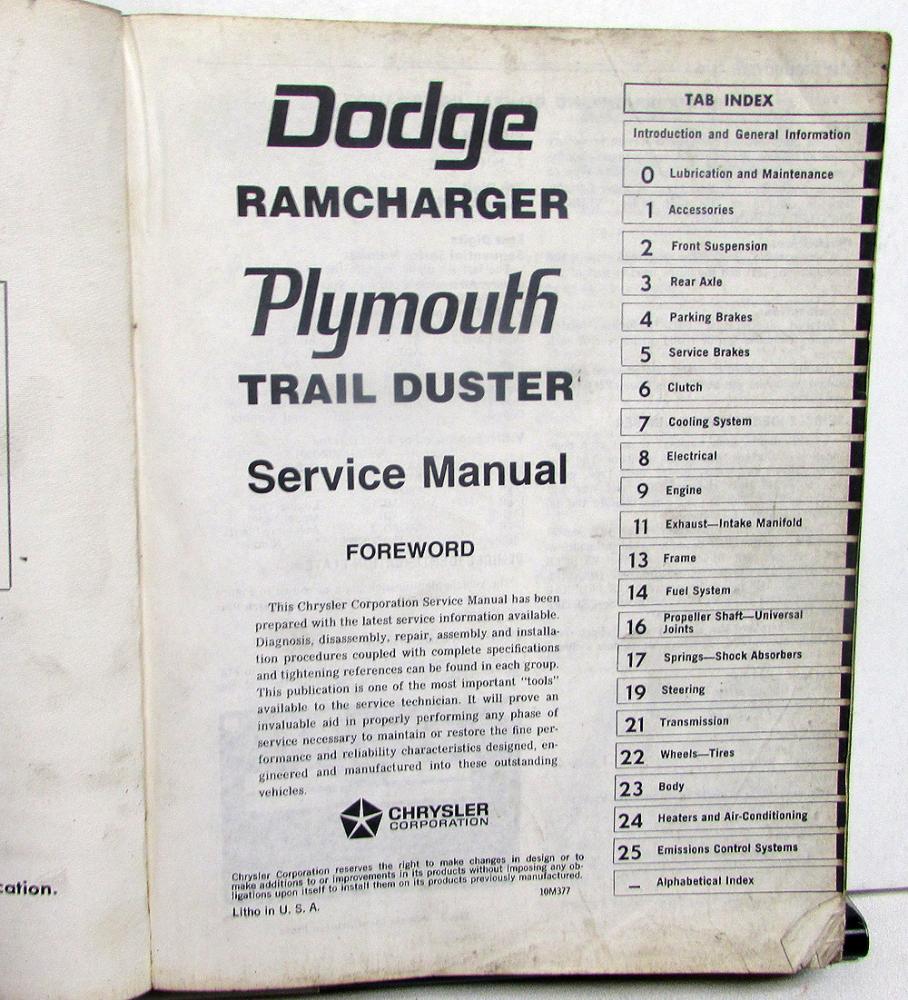 Dodge
RAMCHARGER
Plymouth
TRAIL DUSTER
Service Manual
FOREWORD
This Chrysler Corporation Service Manual has been
prepared with the latest service information available.
Diagnosis, disassembly, repair, assembly and installa-
tion procedures coupled with complete specifications
and tightening references can be found in each group.
This publication is one of the most important "tools"
available to the service technician. It will prove an
invaluable aid in properly performing any phase of
service necessary to maintain or restore the fine per-
formance and reliability characteristics designed, en-
gineered and manufactured into these outstanding
vehicles.
CHRYSLER
CORPORATION
Chrysler Corporation reserves the right to make changes in design or to
make additions to or improvements in its products without imposing any ob-
ligations upon itself to install them on its products previously manufactured.
10M377
Litho in U. S. A.
TAB INDEX
Introduction and General Information
0 Lubrication and Maintenance
1 Accessories
2 Front Suspension
3 Rear Axle
4 Parking Brakes
5 Service Brakes
6 Clutch
7 Cooling System
8 Electrical
9 Engine
11 Exhaust—Intake Manifold
13 Frame
14 Fuel System
16 Propeller Shaft—Universal
Joints
17 Springs—Shock Absorbers
19 Steering
21 Transmission
22 Wheels—Tires
23 Body
24 Heaters and Air-Conditioning
25 Emissions Control Systems
— Alphabetical Index
cation.